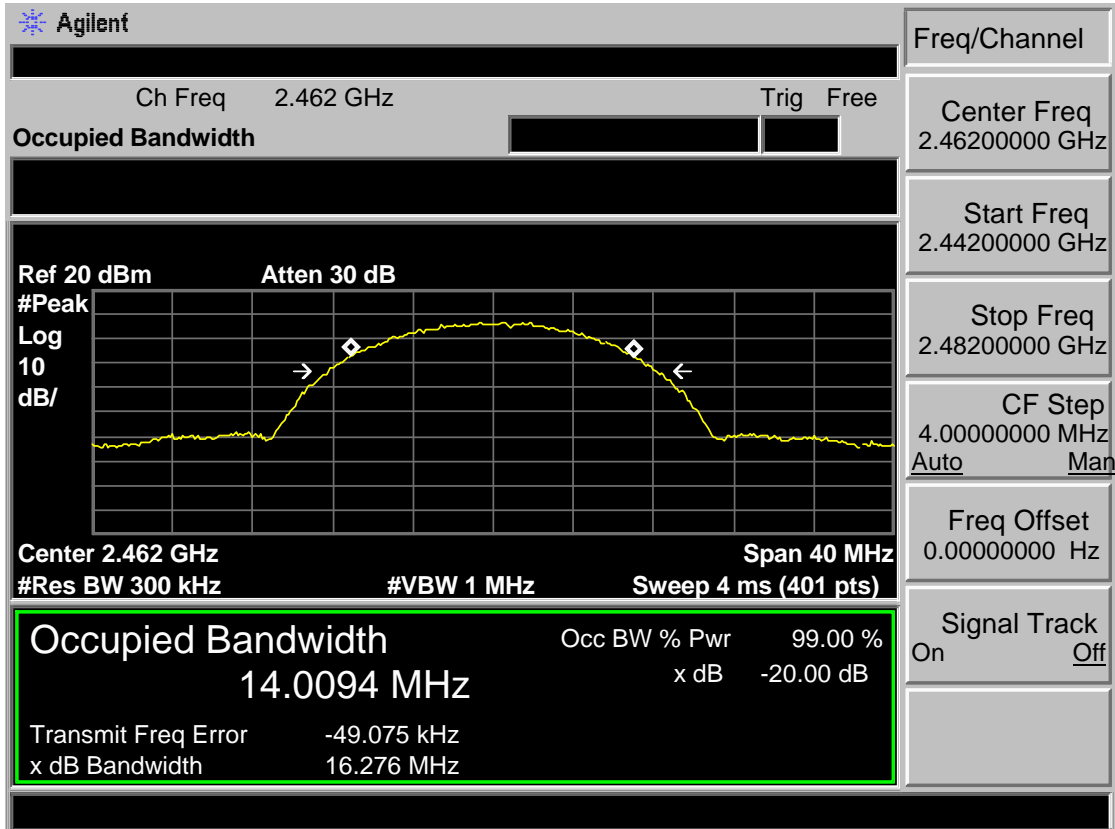 Agilent
Freq/Channel
Ch Freq 2.462 GHz Trig Free
Occupied Bandwidth
Center Freq
2.46200000 GHz
Start Freq
2.44200000 GHz
Ref 20 dBm Atten 30 dB
#Peak
Log
10
dB/
Stop Freq
2.48200000 GHz
CF Step
4.00000000 MHz
Auto Man
Freq Offset
0.00000000 Hz
Center 2.462 GHz Span 40 MHz
#Res BW 300 kHz #VBW 1 MHz Sweep 4 ms (401 pts)
Signal Track
On Off
Occupied Bandwidth Occ BW % Pwr 99.00 %
14.0094 MHz x dB -20.00 dB
Transmit Freq Error -49.075 kHz
x dB Bandwidth 16.276 MHz